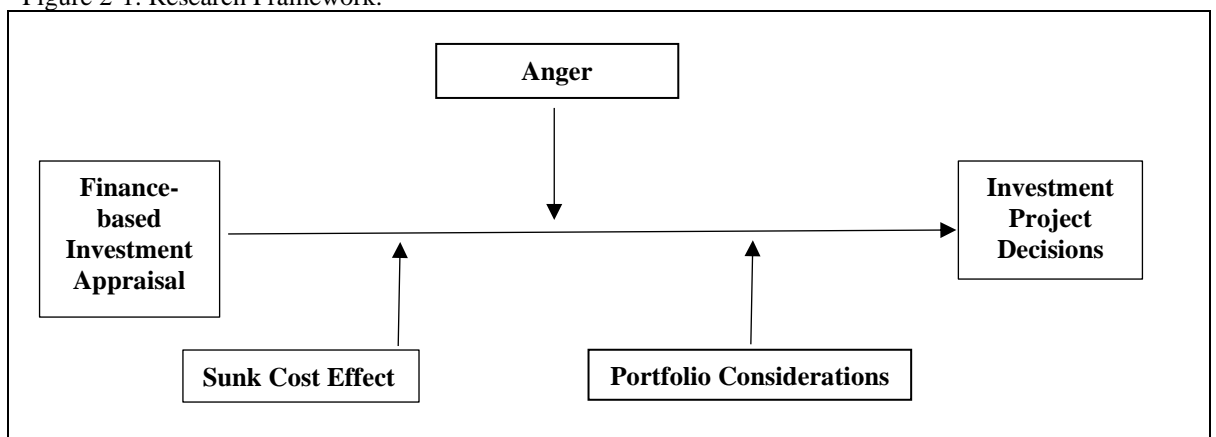 Figure 2-1: Research Framework.
Anger
Finance-
based
Investment
Appraisal
Investment
Project
Decisions
Sunk Cost Effect
Portfolio Considerations